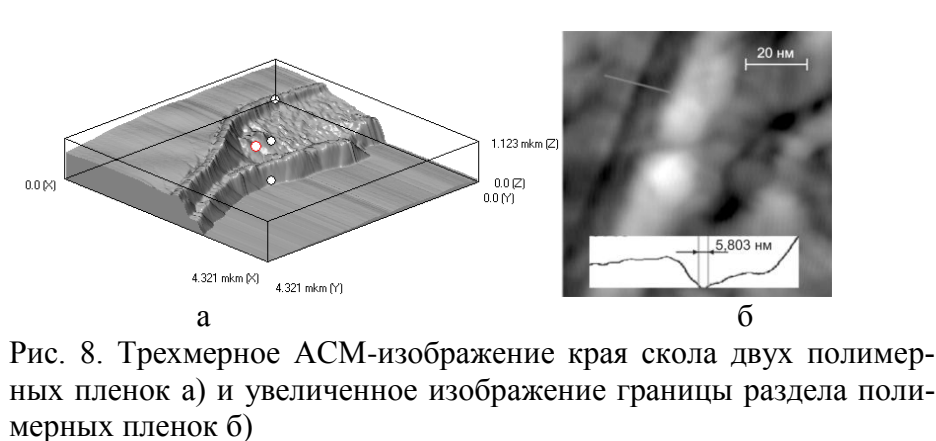 20 нм
1.123 mkm (Z)
0.0 (X)
0.0 (Z)
0.0 (Y)
5,803 нм
4.321 mkm (X)
4.321 mkm (Y)
а
б
Рис. 8. Трехмерное АСМ-изображение края скола двух полимер-
ных пленок а) и увеличенное изображение границы раздела поли-
мерных пленок б)